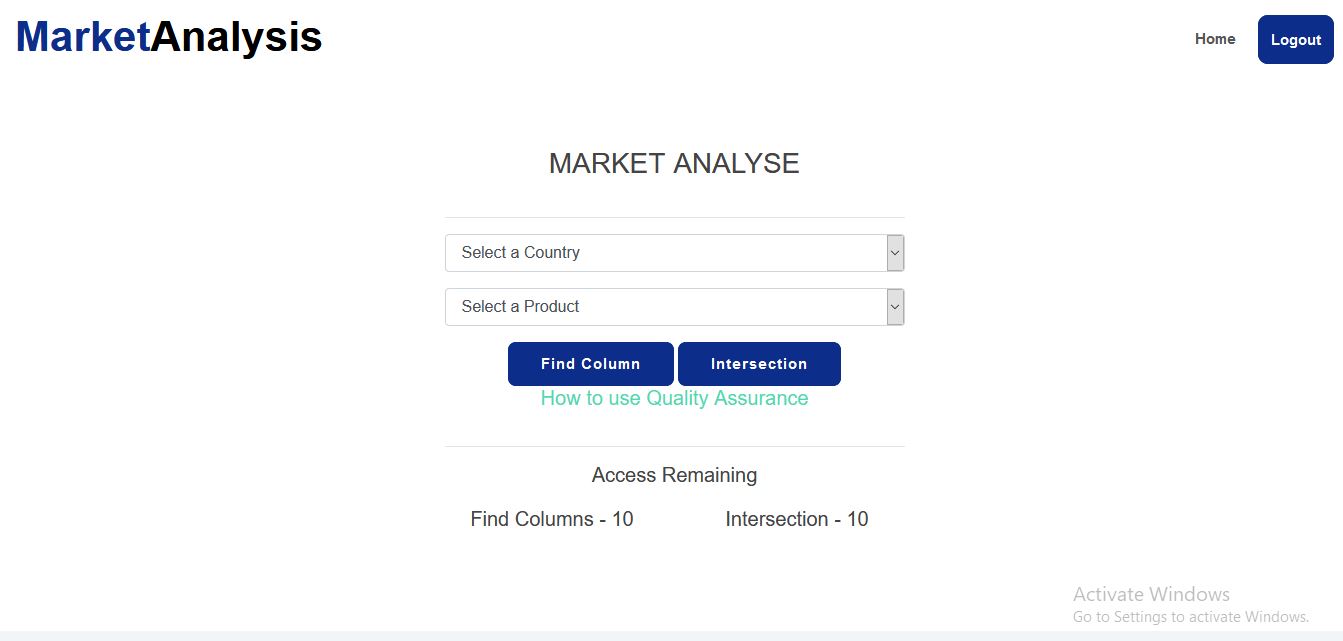 MarketAnalysis
Home
Logout
MARKET ANALYSE
Select a Country
Select a Product
Find Column
Intersection
How to use Quality Assurance
Access Remaining
Find Columns - 10
Intersection - 10
Activate Windows
Go to Settings to activate Windows.